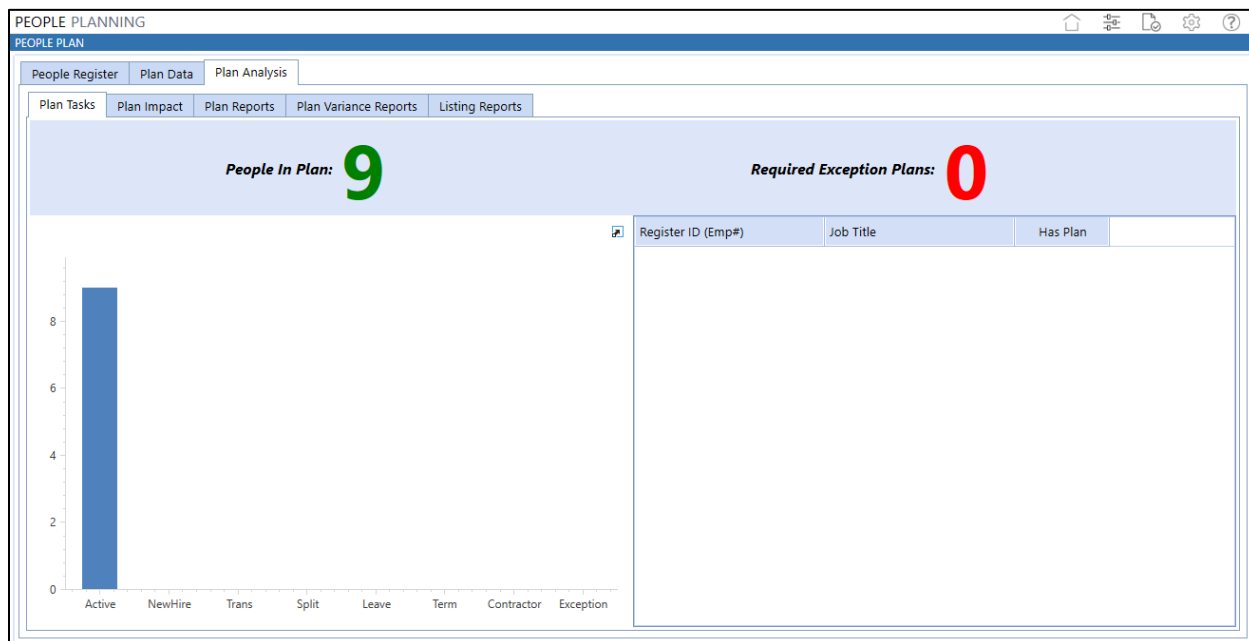 PEOPLE PLANNING
PEOPLE PLAN
People Register Plan Data Plan Analysis
Plan Tasks Plan Impact Plan Reports Plan Variance Reports Listing Reports
People In Plan: 9 Required Exception Plans: 0
Register ID (Emp#) Job Title Has Plan
8
6
4
2
0
Active NewHire Trans Split Leave Term Contractor Exception